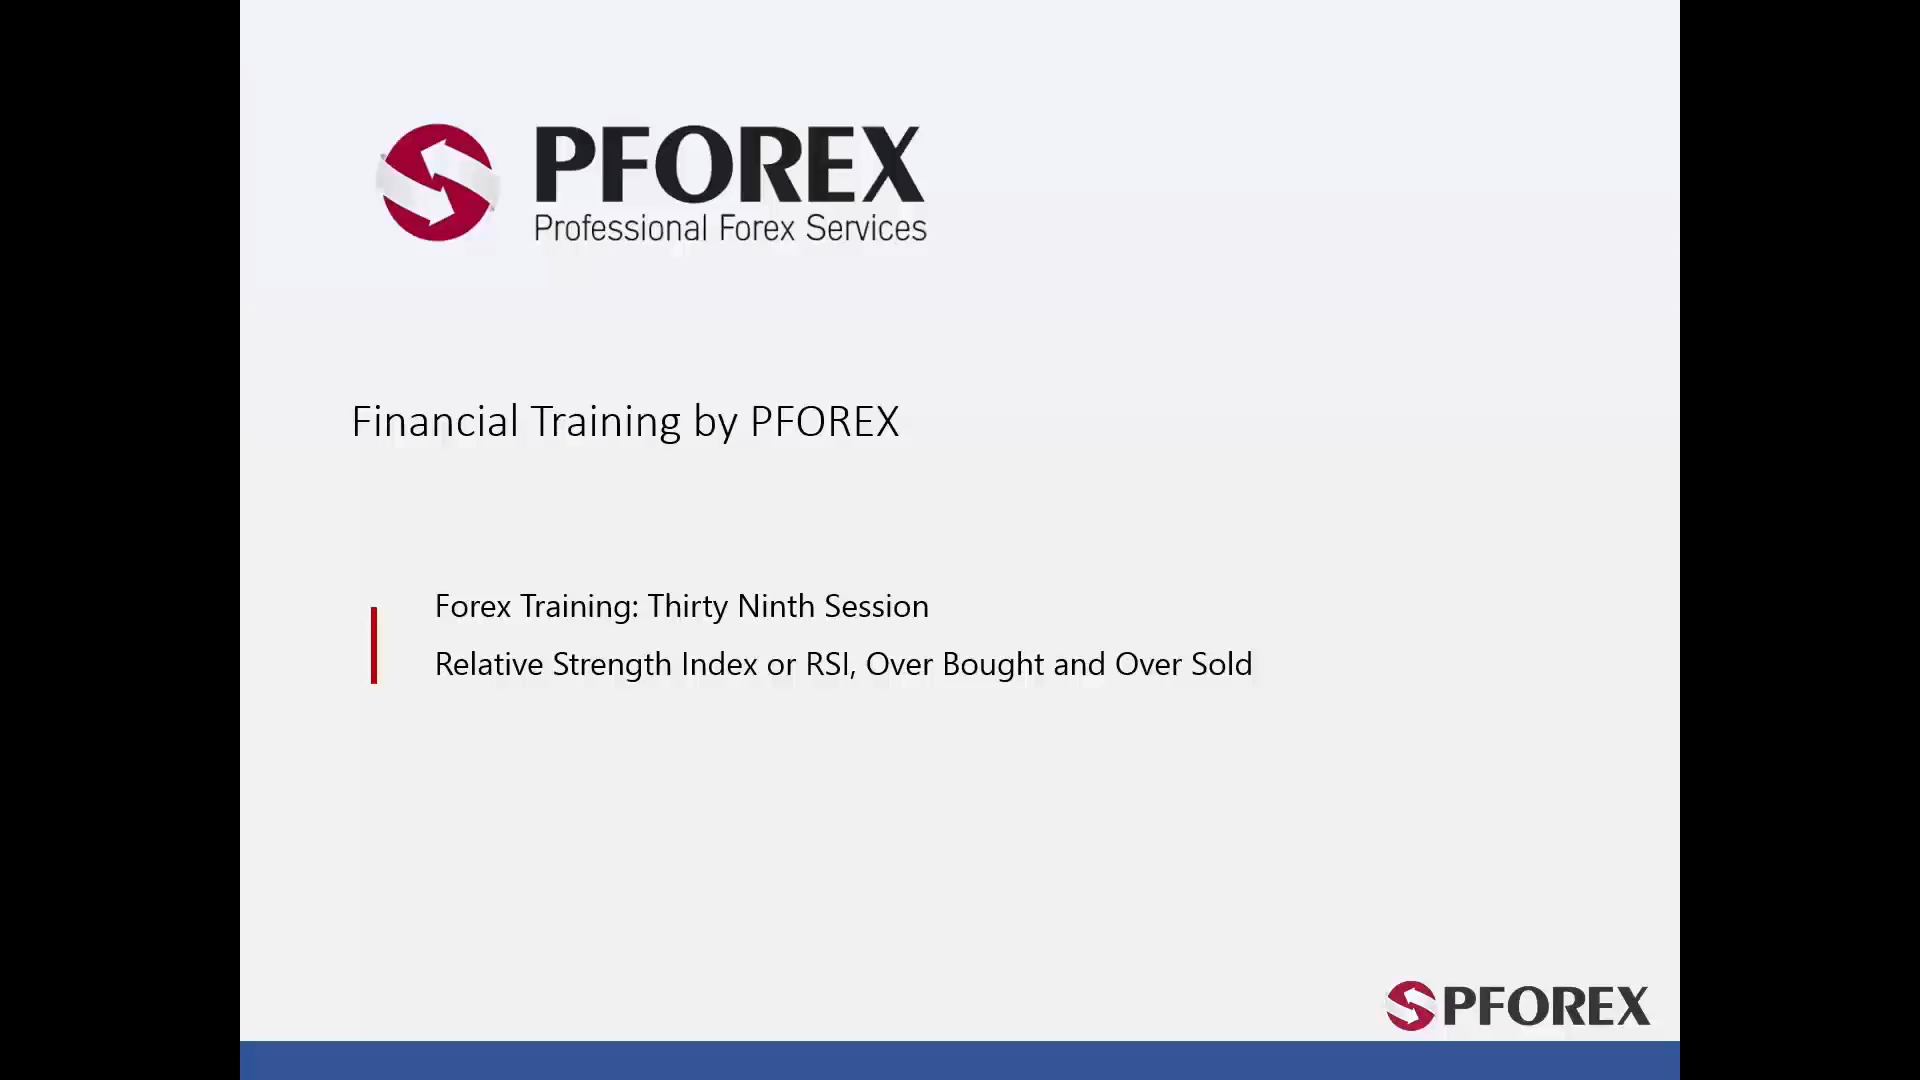 PFOREX
Professional Forex Services
Financial Training by PFOREX
Forex Training: Thirty Ninth Session
Relative Strength Index or RSI, Over Bought and Over Sold
PFOREX